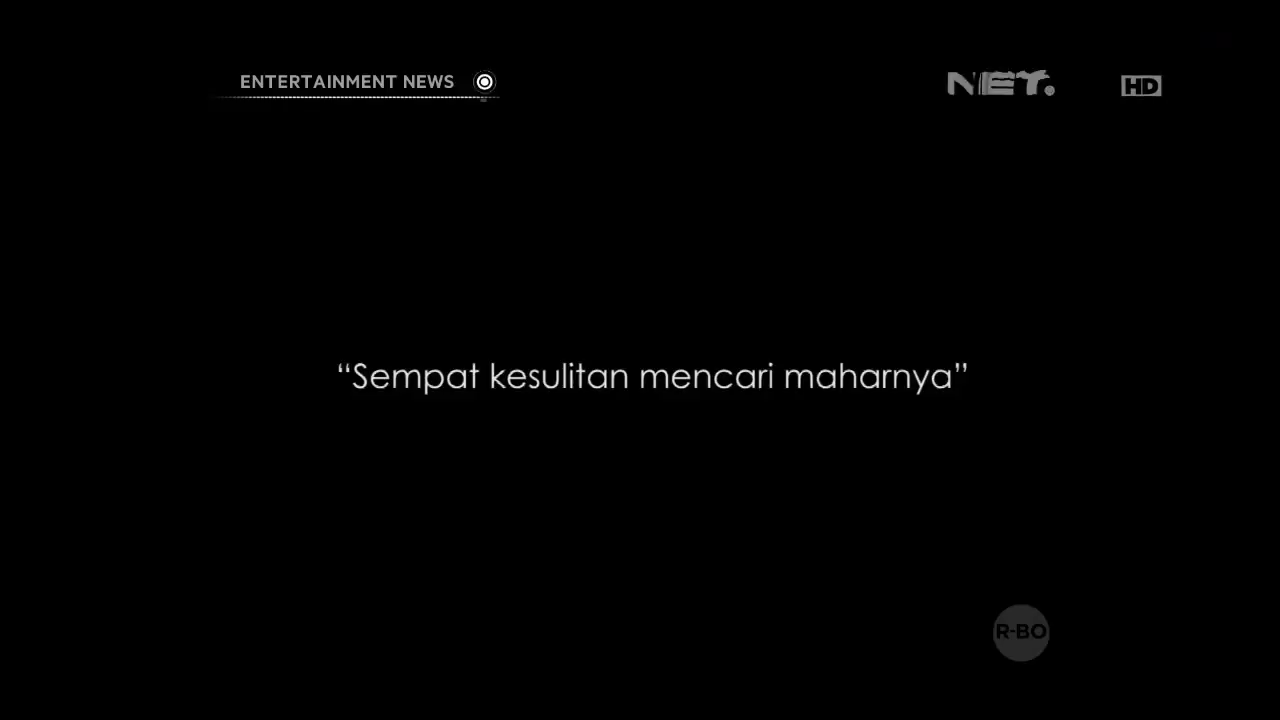 ENTERTAINMENT NEWS
NET.
HD
“Sempat kesulitan mencari maharnya”
R-BO